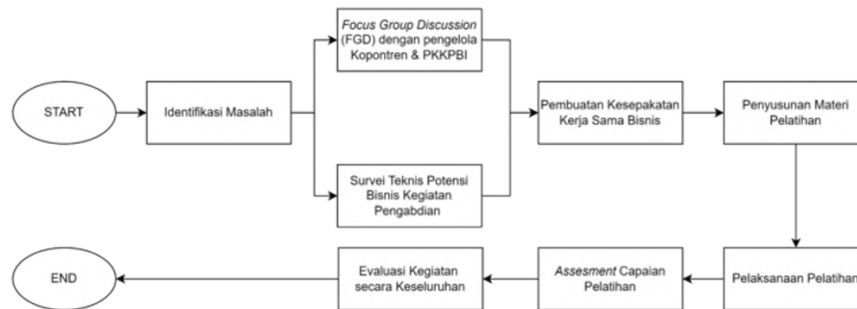 START
Identifikasi Masalah
Focus Group Discussion
(FGD) dengan pengelola
Kopontren & PKKPBI
Survei Teknis Potensi
Bisnis Kegiatan
Pengabdian
Pembuatan Kesepakatan
Kerja Sama Bisnis
Penyusunan Materi
Pelatihan
Pelaksanaan Pelatihan
Assesment Capaian
Pelatihan
Evaluasi Kegiatan
secara Keseluruhan
END